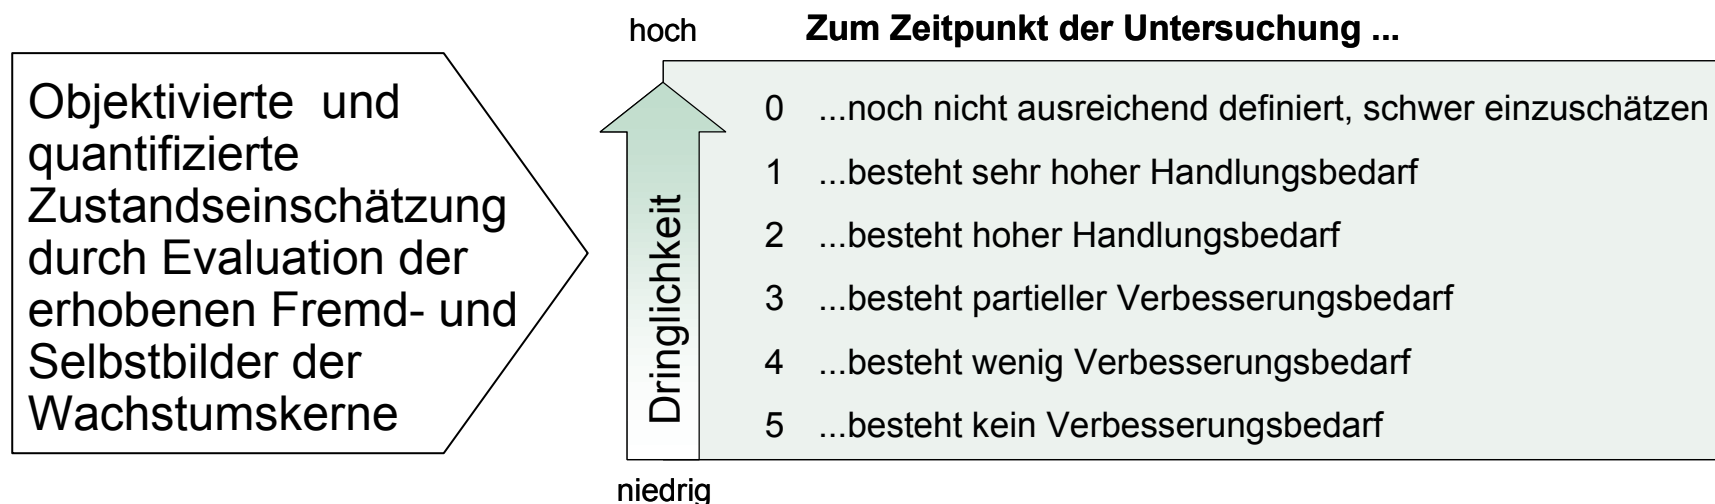 Objektivierte und
quantifizierte
Zustandseinschätzung
durch Evaluation der
erhobenen Fremd- und
Selbstbilder der
Wachstumskerne
hoch
Dringlichkeit
niedrig
Zum Zeitpunkt der Untersuchung ...
0 ...noch nicht ausreichend definiert, schwer einzuschätzen
1 ...besteht sehr hoher Handlungsbedarf
2 ...besteht hoher Handlungsbedarf
3 ...besteht partieller Verbesserungsbedarf
4 ...besteht wenig Verbesserungsbedarf
5 ...besteht kein Verbesserungsbedarf